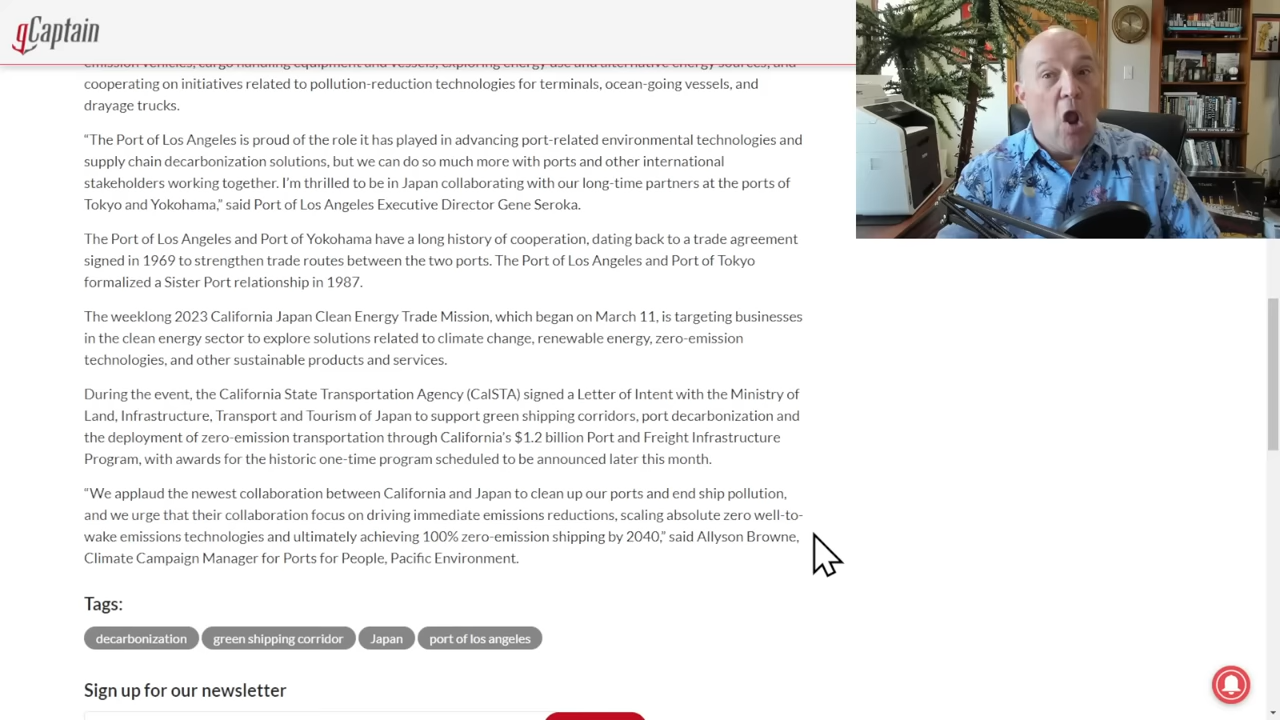 gCaptain
emission vehicles, cargo handling equipment and vessels, exploring energy use and alternative energy sources, and
cooperating on initiatives related to pollution-reduction technologies for terminals, ocean-going vessels, and
drayage trucks.
“The Port of Los Angeles is proud of the role it has played in advancing port-related environmental technologies and
supply chain decarbonization solutions, but we can do so much more with ports and other international
stakeholders working together. I’m thrilled to be in Japan collaborating with our long-time partners at the ports of
Tokyo and Yokohama,” said Port of Los Angeles Executive Director Gene Seroka.
The Port of Los Angeles and Port of Yokohama have a long history of cooperation, dating back to a trade agreement
signed in 1969 to strengthen trade routes between the two ports. The Port of Los Angeles and Port of Tokyo
formalized a Sister Port relationship in 1987.
The weeklong 2023 California Japan Clean Energy Trade Mission, which began on March 11, is targeting businesses
in the clean energy sector to explore solutions related to climate change, renewable energy, zero-emission
technologies, and other sustainable products and services.
During the event, the California State Transportation Agency (CalSTA) signed a Letter of Intent with the Ministry of
Land, Infrastructure, Transport and Tourism of Japan to support green shipping corridors, port decarbonization and
the deployment of zero-emission transportation through California’s $1.2 billion Port and Freight Infrastructure
Program, with awards for the historic one-time program scheduled to be announced later this month.
“We applaud the newest collaboration between California and Japan to clean up our ports and end ship pollution,
and we urge that their collaboration focus on driving immediate emissions reductions, scaling absolute zero well-to-
wake emissions technologies and ultimately achieving 100% zero-emission shipping by 2040,” said Allyson Browne,
Climate Campaign Manager for Ports for People, Pacific Environment.
Tags:
decarbonization green shipping corridor Japan port of los angeles
Sign up for our newsletter